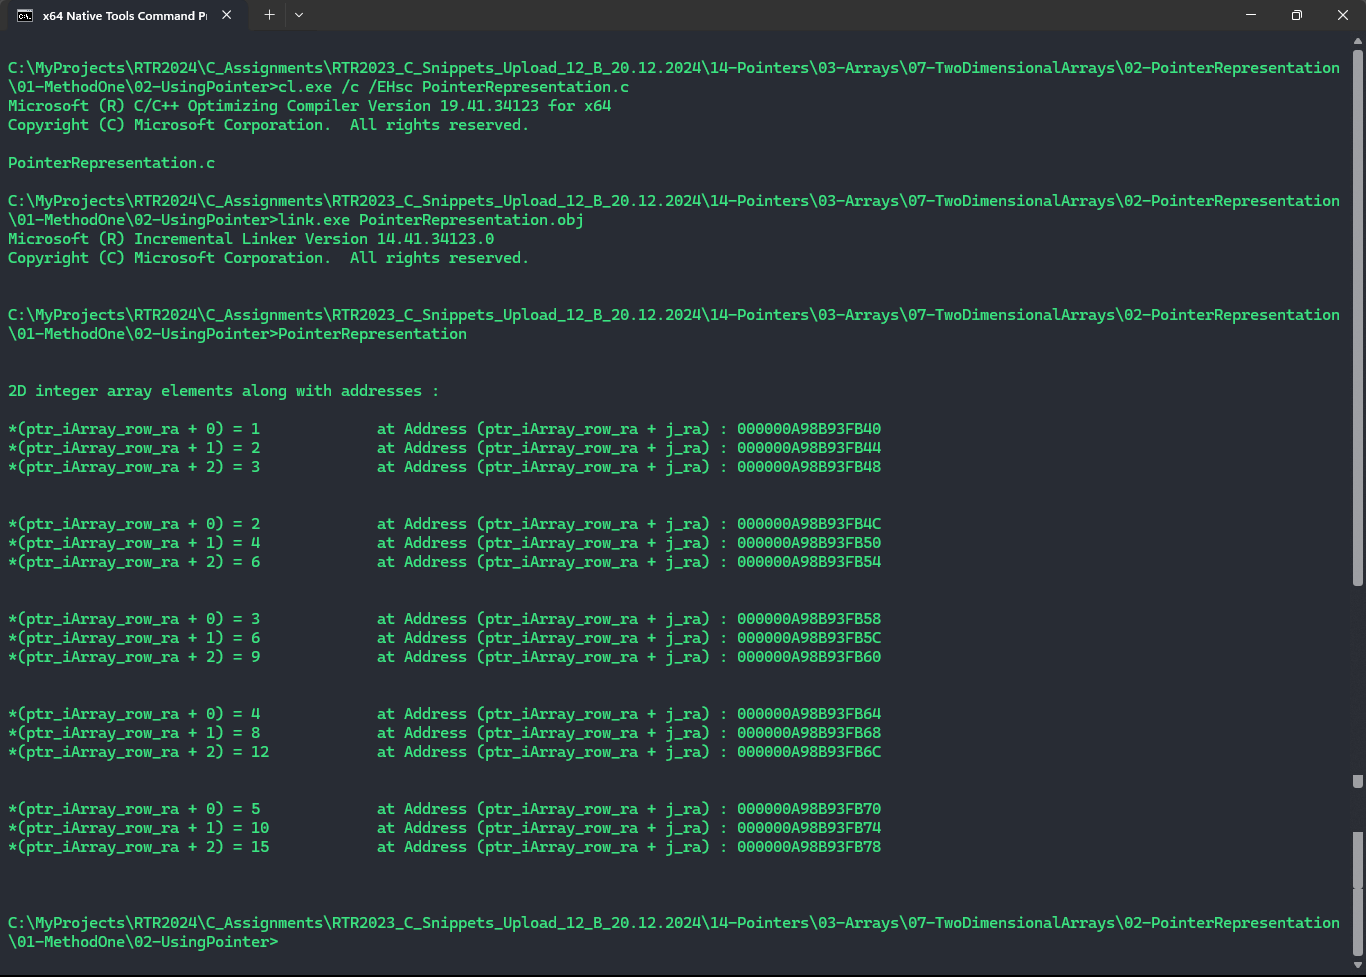 x64 Native Tools Command P
C:\MyProjects\RTR2024\C_Assignments\RTR2023_C_Snippets_Upload_12_B_20.12.2024\14-Pointers\03-Arrays\07-TwoDimensionalArrays\02-PointerRepresentation
\01-MethodOne\02-UsingPointer>cl.exe /c /EHsc PointerRepresentation.c
Microsoft (R) C/C++ Optimizing Compiler Version 19.41.34123 for x64
Copyright (C) Microsoft Corporation.  All rights reserved.
PointerRepresentation.c
C:\MyProjects\RTR2024\C_Assignments\RTR2023_C_Snippets_Upload_12_B_20.12.2024\14-Pointers\03-Arrays\07-TwoDimensionalArrays\02-PointerRepresentation
\01-MethodOne\02-UsingPointer>link.exe PointerRepresentation.obj
Microsoft (R) Incremental Linker Version 14.41.34123.0
Copyright (C) Microsoft Corporation.  All rights reserved.
C:\MyProjects\RTR2024\C_Assignments\RTR2023_C_Snippets_Upload_12_B_20.12.2024\14-Pointers\03-Arrays\07-TwoDimensionalArrays\02-PointerRepresentation
\01-MethodOne\02-UsingPointer>PointerRepresentation
2D integer array elements along with addresses :
*(ptr_iArray_row_ra + 0) = 1 at Address (ptr_iArray_row_ra + j_ra) : 000000A98B93FB40
*(ptr_iArray_row_ra + 1) = 2 at Address (ptr_iArray_row_ra + j_ra) : 000000A98B93FB44
*(ptr_iArray_row_ra + 2) = 3 at Address (ptr_iArray_row_ra + j_ra) : 000000A98B93FB48
*(ptr_iArray_row_ra + 0) = 2 at Address (ptr_iArray_row_ra + j_ra) : 000000A98B93FB4C
*(ptr_iArray_row_ra + 1) = 4 at Address (ptr_iArray_row_ra + j_ra) : 000000A98B93FB50
*(ptr_iArray_row_ra + 2) = 6 at Address (ptr_iArray_row_ra + j_ra) : 000000A98B93FB54
*(ptr_iArray_row_ra + 0) = 3 at Address (ptr_iArray_row_ra + j_ra) : 000000A98B93FB58
*(ptr_iArray_row_ra + 1) = 6 at Address (ptr_iArray_row_ra + j_ra) : 000000A98B93FB5C
*(ptr_iArray_row_ra + 2) = 9 at Address (ptr_iArray_row_ra + j_ra) : 000000A98B93FB60
*(ptr_iArray_row_ra + 0) = 4 at Address (ptr_iArray_row_ra + j_ra) : 000000A98B93FB64
*(ptr_iArray_row_ra + 1) = 8 at Address (ptr_iArray_row_ra + j_ra) : 000000A98B93FB68
*(ptr_iArray_row_ra + 2) = 12 at Address (ptr_iArray_row_ra + j_ra) : 000000A98B93FB6C
*(ptr_iArray_row_ra + 0) = 5 at Address (ptr_iArray_row_ra + j_ra) : 000000A98B93FB70
*(ptr_iArray_row_ra + 1) = 10 at Address (ptr_iArray_row_ra + j_ra) : 000000A98B93FB74
*(ptr_iArray_row_ra + 2) = 15 at Address (ptr_iArray_row_ra + j_ra) : 000000A98B93FB78
C:\MyProjects\RTR2024\C_Assignments\RTR2023_C_Snippets_Upload_12_B_20.12.2024\14-Pointers\03-Arrays\07-TwoDimensionalArrays\02-PointerRepresentation
\01-MethodOne\02-UsingPointer>